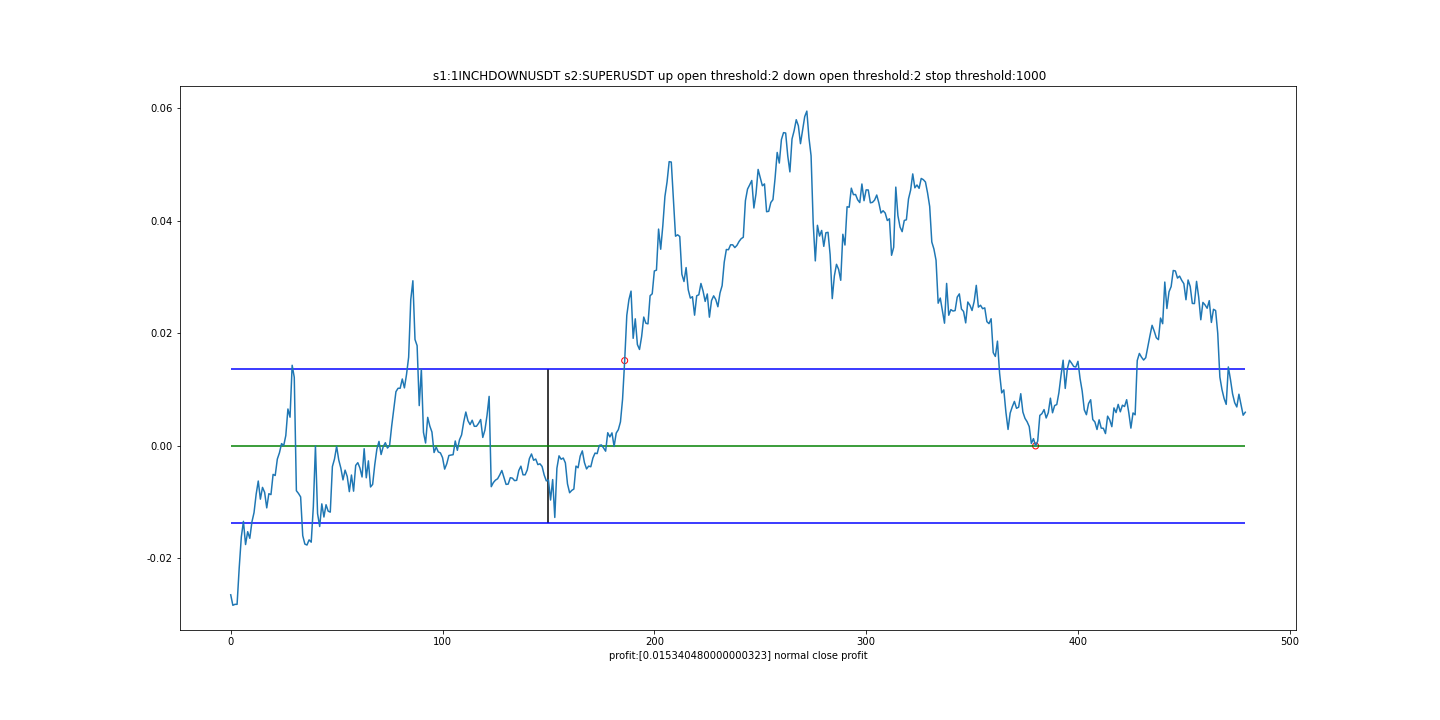 s1:1INCHDOWNUSDT s2:SUPERUSDT up open threshold:2 down open threshold:2 stop threshold:1000
0.06
0.04
0.02
0.00
-0.02
0 100 200 300 400 500
profit:[0.015340480000000323] normal close profit